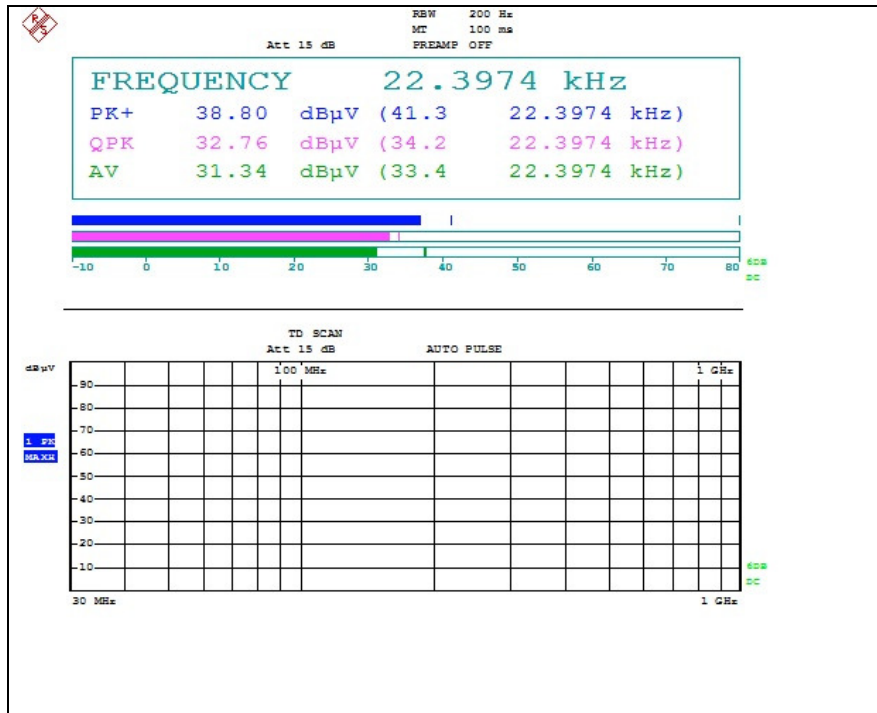 R S
RBW 200 Hz
MT 100 ms
Att 15 dB PREAMP OFF
FREQUENCY 22.3974 kHz
PK+ 38.80 dBµV (41.3 22.3974 kHz)
QPK 32.76 dBµV (34.2 22.3974 kHz)
AV 31.34 dBµV (33.4 22.3974 kHz)
-10 0 10 20 30 40 50 60 70 80
6DB
DC
TD SCAN
Att 15 dB AUTO PULSE
dBµV
100 MHz 1 GHz
90
80
70
1 PK
MAXH
60
50
40
30
20
10
6DB
DC
30 MHz 1 GHz